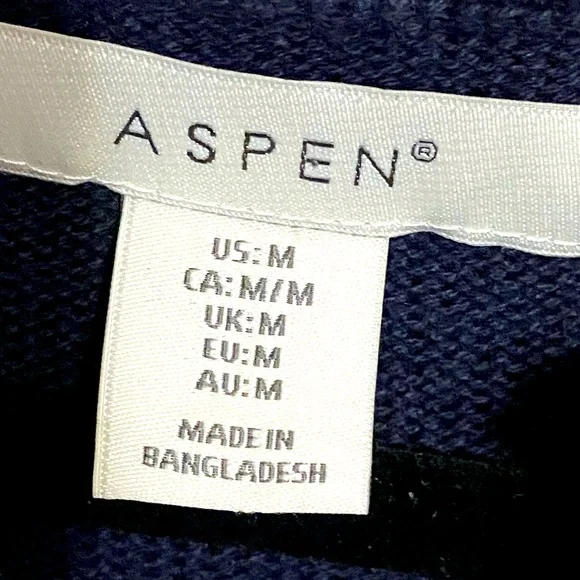 ASPEN®
US:M
CA:M/M
UK:M
EU:M
AU:M
MADE IN
BANGLADESH